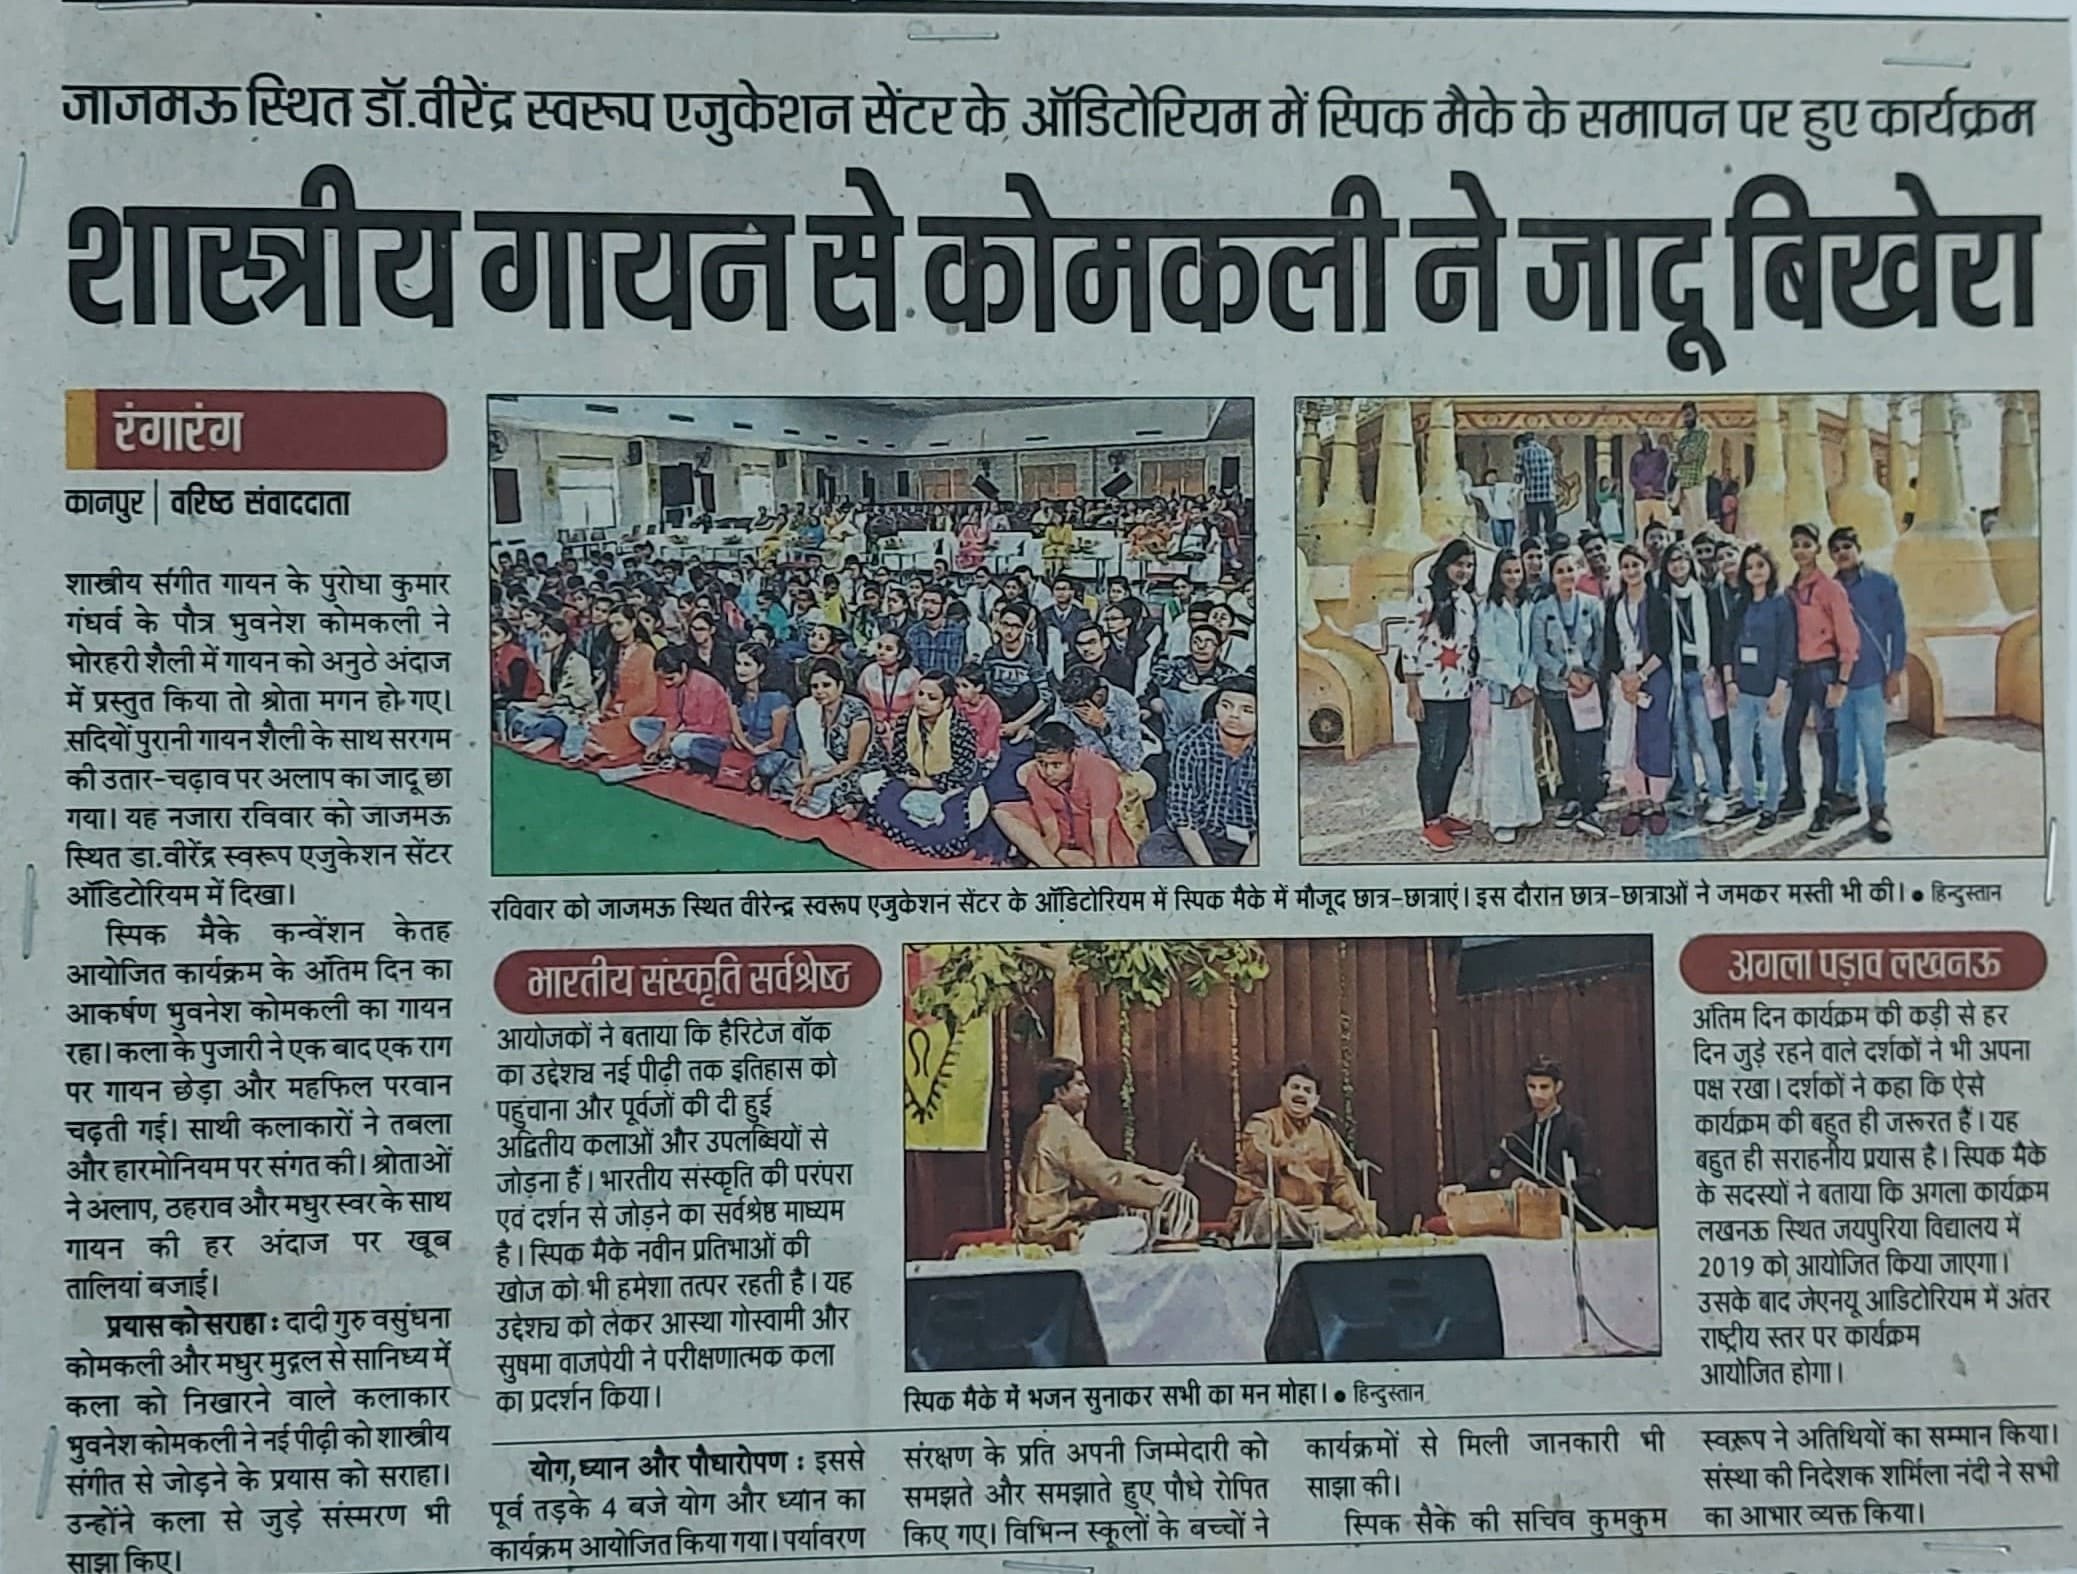 जाजमऊ स्थित डॉ.वीरेंद्र स्वरूप एजुकेशन सेंटर के ऑडिटोरियम में स्पिक मैके के समापन पर हुए कार्यक्रम
शास्त्रीय गायन से कोमकली ने जादू बिखेरा
रंगारंग
कानपुर | वरिष्ठ संवाददाता
शास्त्रीय संगीत गायन के पुरोधा कुमार
गंधर्व के पौत्र भुवनेश कोमकली ने
भोरहरी शैली में गायन को अनुठे अंदाज
में प्रस्तुत किया तो श्रोता मगन हो गए।
सदियों पुरानी गायन शैली के साथ सरगम
की उतार-चढ़ाव पर अलाप का जादू छा
गया। यह नजारा रविवार को जाजमऊ
स्थित डा.वीरेंद्र स्वरूप एजुकेशन सेंटर
ऑडिटोरियम में दिखा।
स्पिक मैके कन्वेंशन केतह
आयोजित कार्यक्रम के अंतिम दिन का
आकर्षण भुवनेश कोमकली का गायन
रहा। कला के पुजारी ने एक बाद एक राग
पर गायन छेड़ा और महफिल परवान
चढ़ती गई। साथी कलाकारों ने तबला
और हारमोनियम पर संगत की। श्रोताओं
ने अलाप, ठहराव और मधुर स्वर के साथ
गायन की हर अंदाज पर खूब
तालियां बजाई।
प्रयास को सराहा : दादी गुरु वसुंधना
कोमकली और मधुर मुद्गल से सानिध्य में
कला को निखारने वाले कलाकार
भुवनेश कोमकली ने नई पीढ़ी को शास्त्रीय
संगीत से जोड़ने के प्रयास को सराहा।
उन्होंने कला से जुड़े संस्मरण भी
साझा किए।
रविवार को जाजमऊ स्थित वीरेन्द्र स्वरूप एजुकेशन सेंटर के ऑडिटोरियम में स्पिक मैके में मौजूद छात्र-छात्राएं। इस दौरान छात्र-छात्राओं ने जमकर मस्ती भी की। ● हिन्दुस्तान
भारतीय संस्कृति सर्वश्रेष्ठ
आयोजकों ने बताया कि हैरिटेज वॉक
का उद्देश्य नई पीढ़ी तक इतिहास को
पहुंचाना और पूर्वजों की दी हुई
अद्वितीय कलाओं और उपलब्धियों से
जोड़ना हैं। भारतीय संस्कृति की परंपरा
एवं दर्शन से जोड़ने का सर्वश्रेष्ठ माध्यम
है। स्पिक मैके नवीन प्रतिभाओं की
खोज को भी हमेशा तत्पर रहती है। यह
उद्देश्य को लेकर आस्था गोस्वामी और
सुषमा वाजपेयी ने परीक्षणात्मक कला
का प्रदर्शन किया।
स्पिक मैके में भजन सुनाकर सभी का मन मोहा। ● हिन्दुस्तान
अगला पड़ाव लखनऊ
अंतिम दिन कार्यक्रम की कड़ी से हर
दिन जुड़े रहने वाले दर्शकों ने भी अपना
पक्ष रखा। दर्शकों ने कहा कि ऐसे
कार्यक्रम की बहुत ही जरूरत हैं। यह
बहुत ही सराहनीय प्रयास है। स्पिक मैके
के सदस्यों ने बताया कि अगला कार्यक्रम
लखनऊ स्थित जयपुरिया विद्यालय में
2019 को आयोजित किया जाएगा।
उसके बाद जेएनयू आडिटोरियम में अंतर
राष्ट्रीय स्तर पर कार्यक्रम
आयोजित होगा।
योग, ध्यान और पौधारोपण : इससे
पूर्व तड़के 4 बजे योग और ध्यान का
कार्यक्रम आयोजित किया गया। पर्यावरण
संरक्षण के प्रति अपनी जिम्मेदारी को
समझते और समझाते हुए पौधे रोपित
किए गए। विभिन्न स्कूलों के बच्चों ने
कार्यक्रमों से मिली जानकारी भी
साझा की।
स्पिक सैके की सचिव कुमकुम
स्वरूप ने अतिथियों का सम्मान किया।
संस्था की निदेशक शर्मिला नंदी ने सभी
का आभार व्यक्त किया।